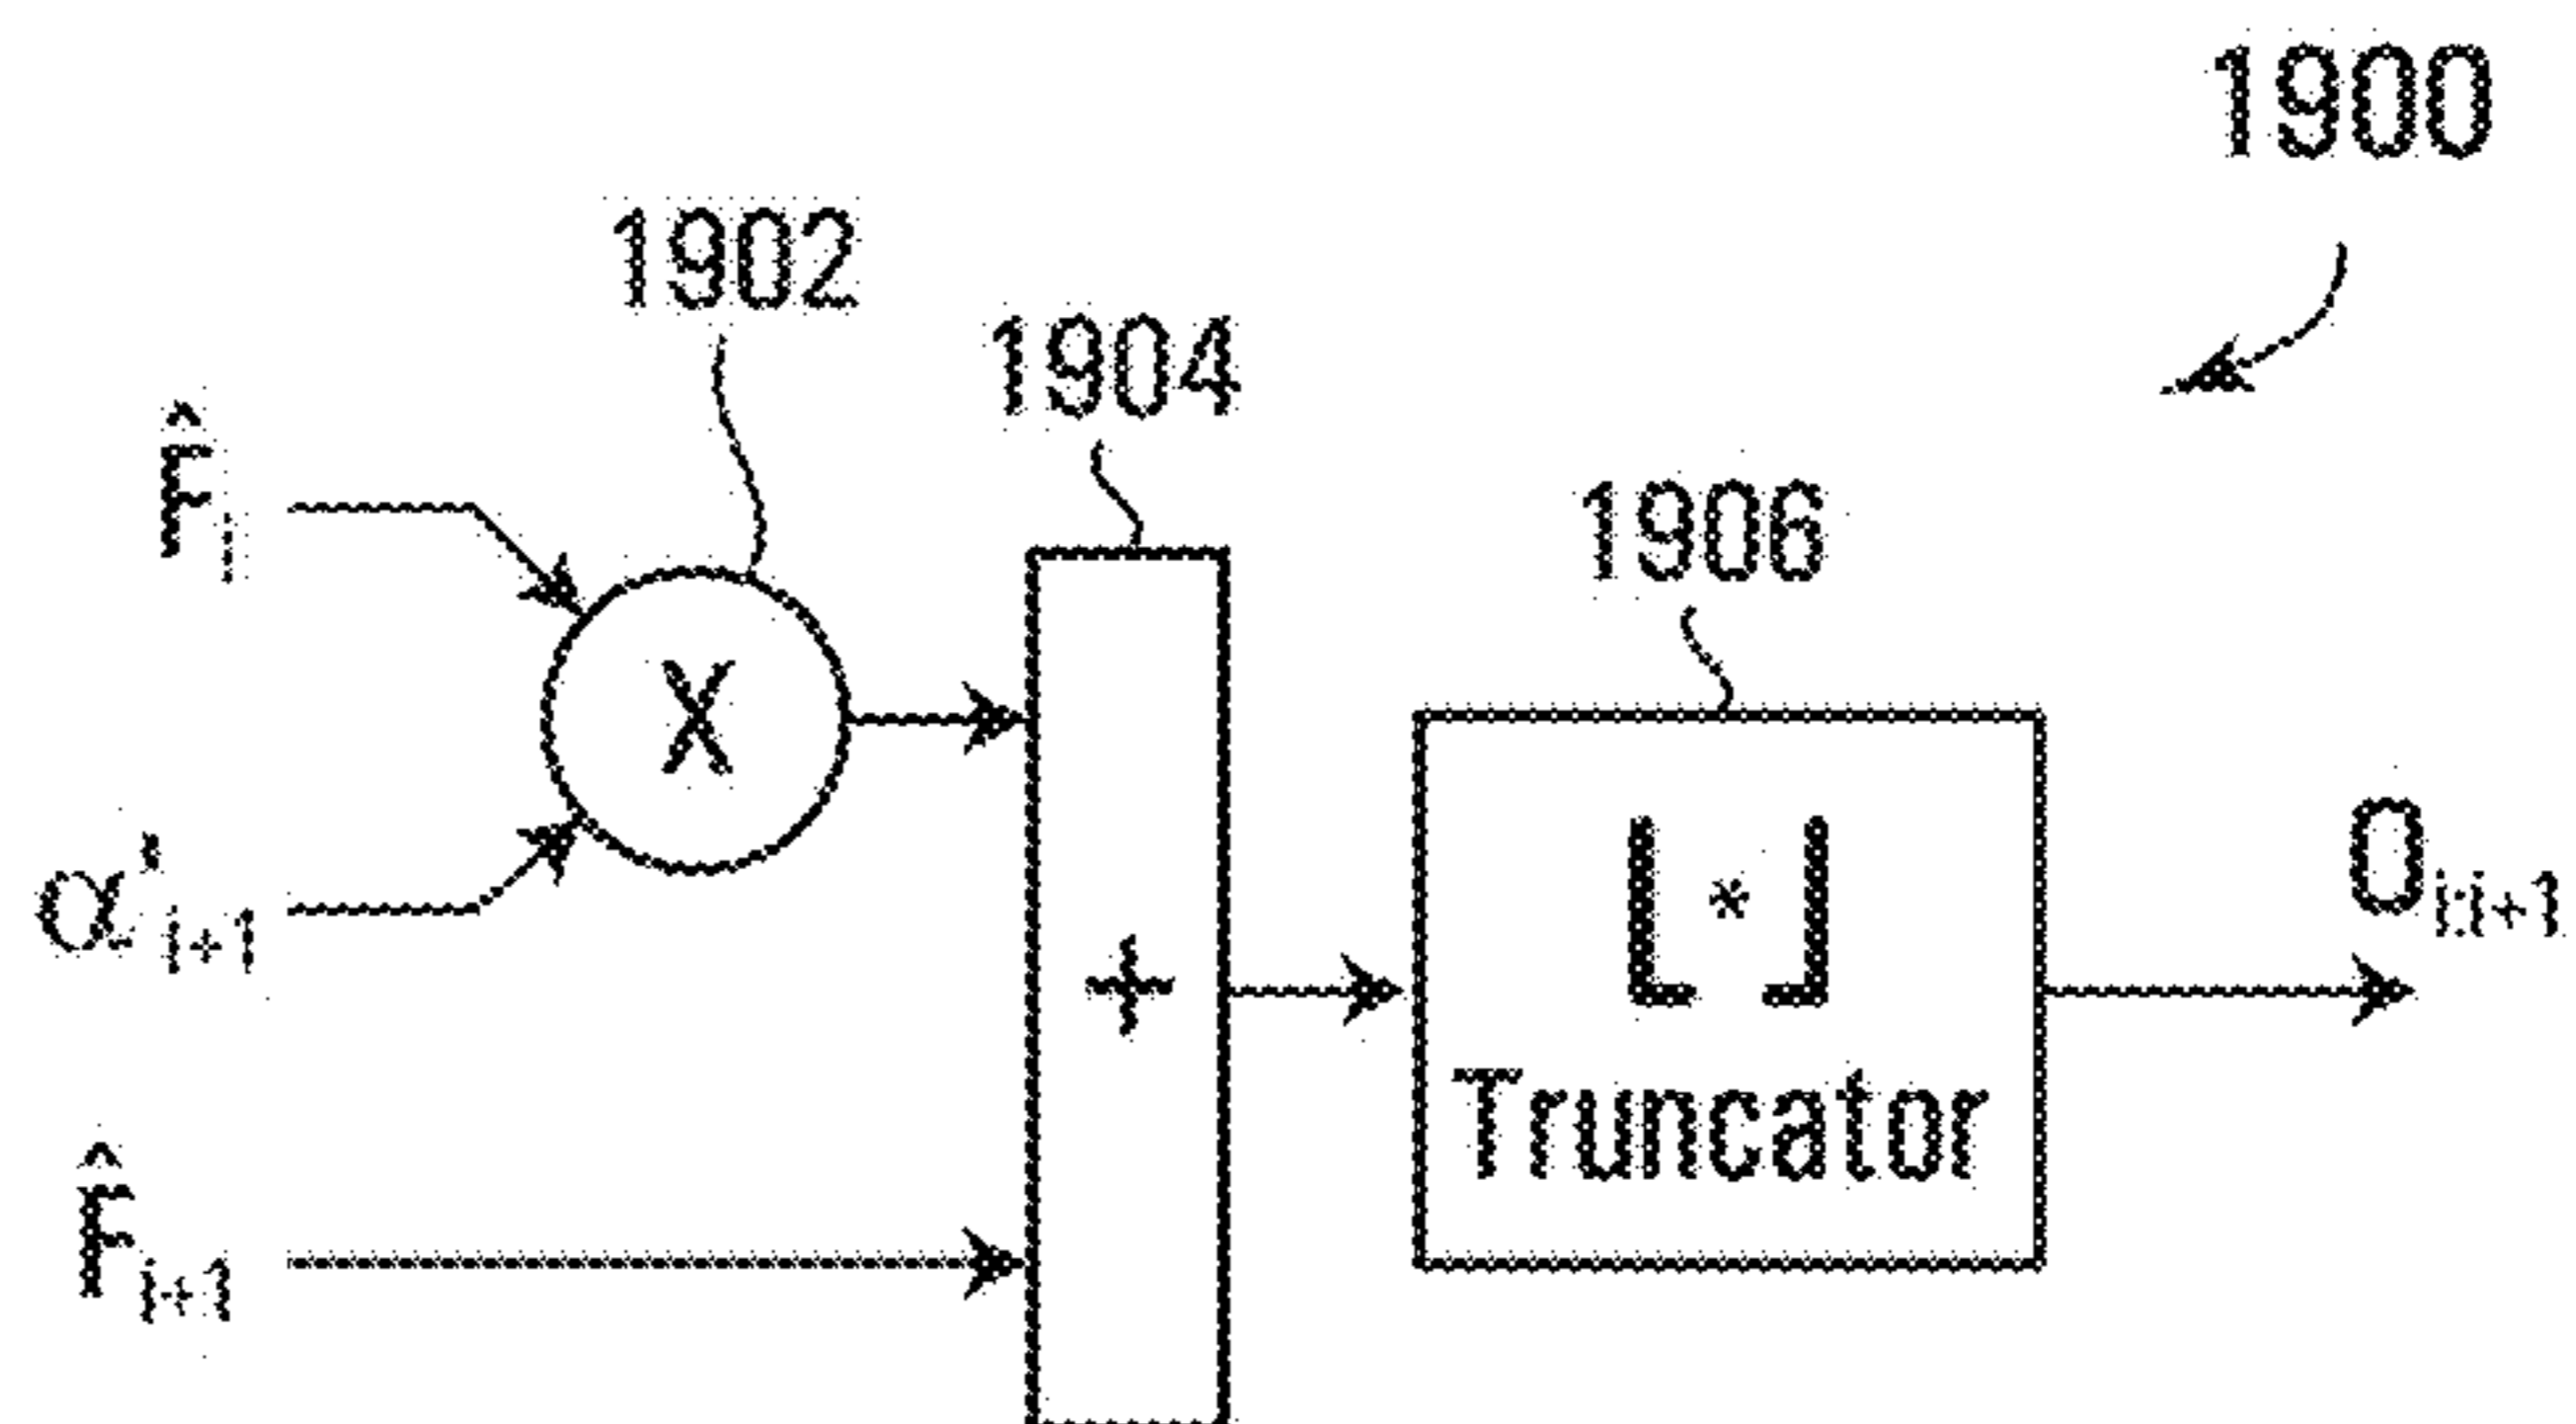 1900
1902
1904
F̂ᵢ
1906
X
α'ᵢ₊₁
⌊*⌋
Oᵢ:ᵢ₊₁
+
Truncator
F̂ᵢ₊₁